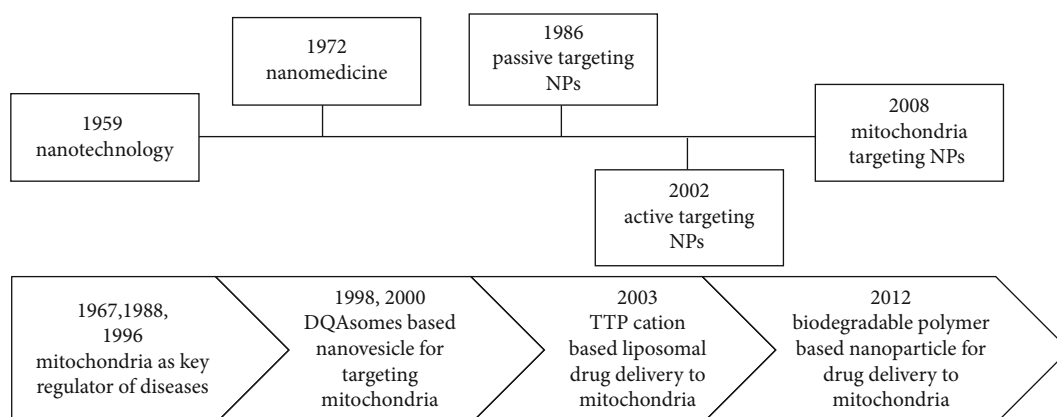 1959
nanotechnology
1972
nanomedicine
1986
passive targeting
NPs
2002
active targeting
NPs
2008
mitochondria
targeting NPs
1967,1988,
1996
mitochondria as key
regulator of diseases
1998, 2000
DQAsomes based
nanovesicle for
targeting
mitochondria
2003
TTP cation
based liposomal
drug delivery to
mitochondria
2012
biodegradable polymer
based nanoparticle for
drug delivery to
mitochondria